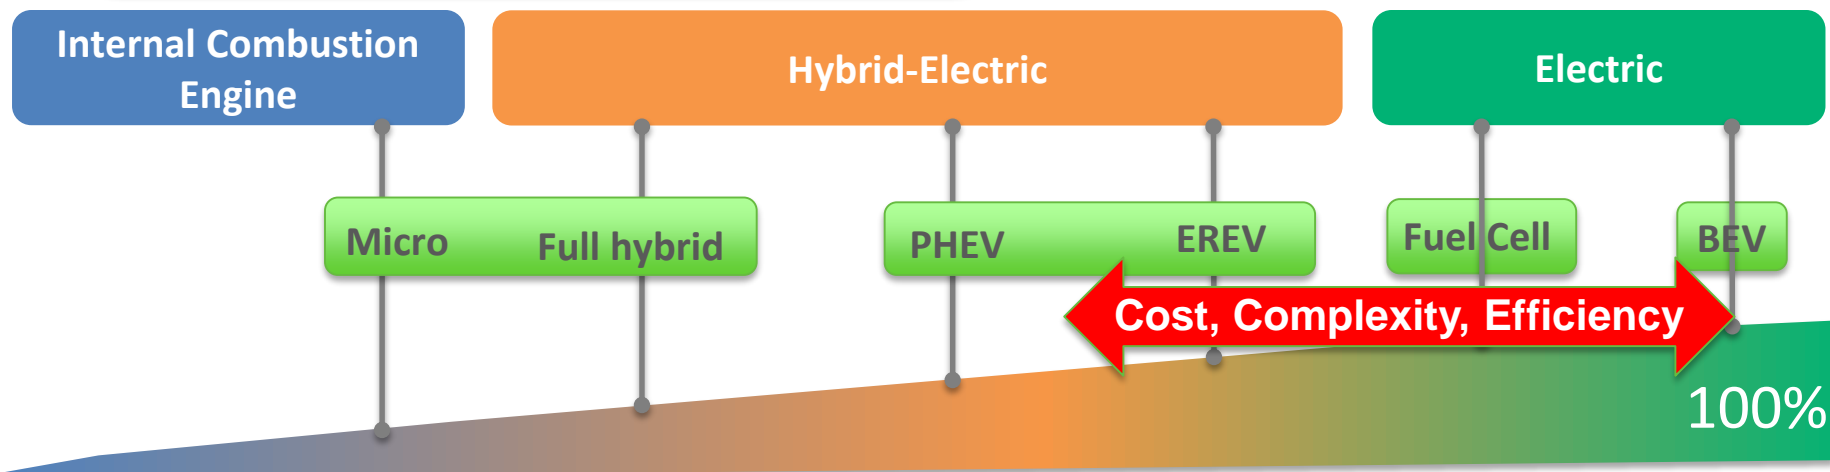 Internal Combustion
Engine
Hybrid-Electric
Electric
Micro
Full hybrid
PHEV
EREV
Fuel Cell
BEV
Cost, Complexity, Efficiency
100%